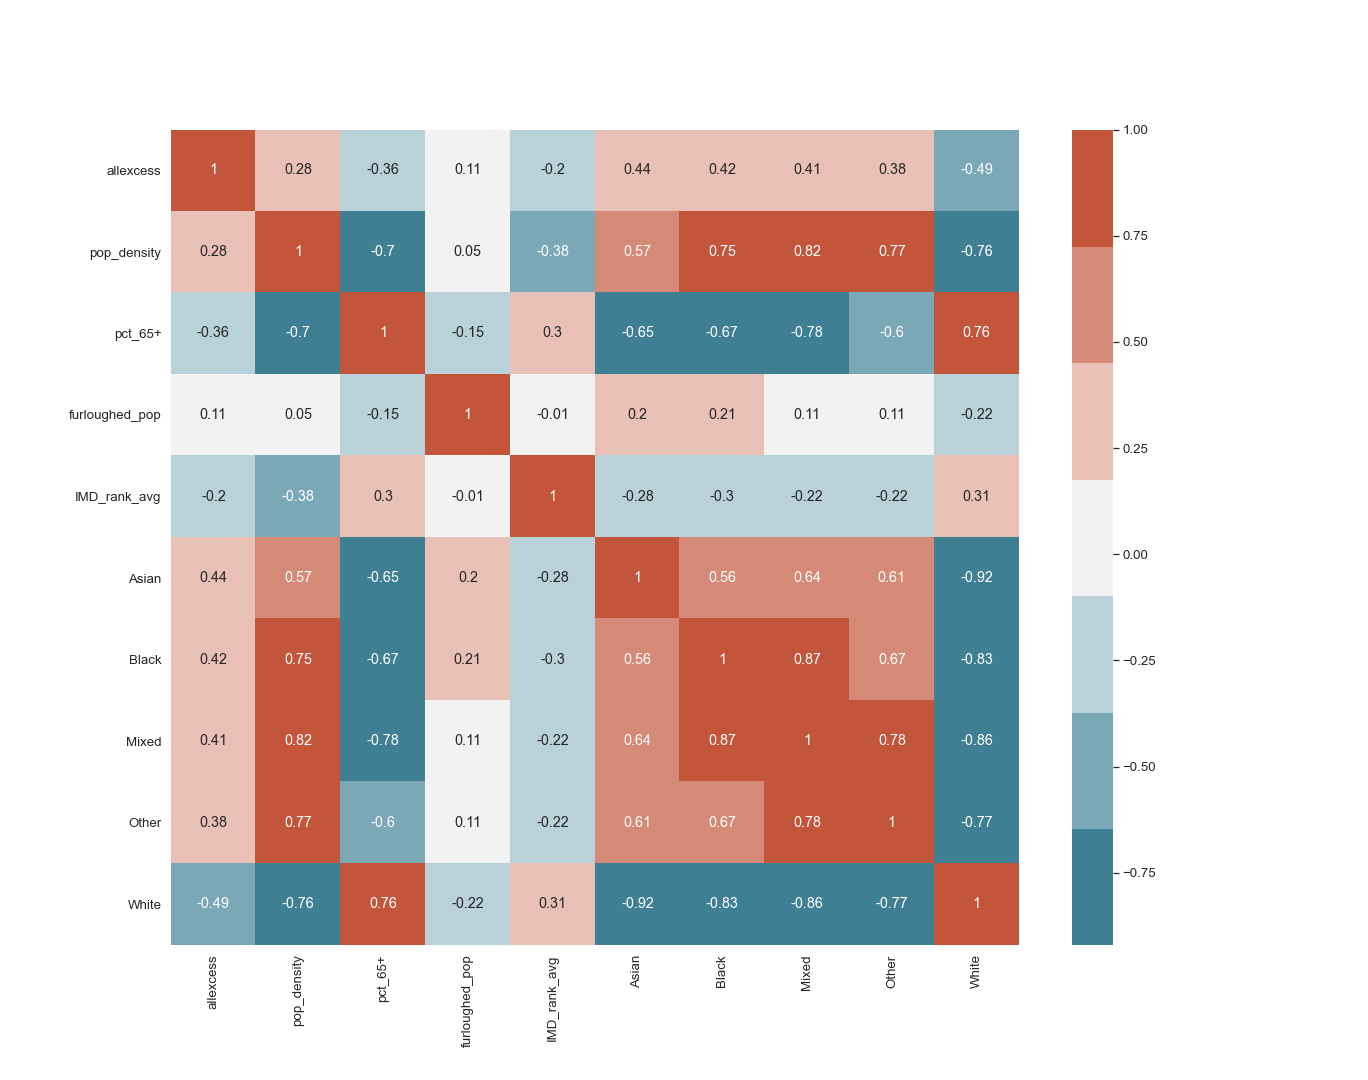 allexcess 1 0.28 -0.36 0.11 -0.2 0.44 0.42 0.41 0.38 -0.49
pop_density 0.28 1 -0.7 0.05 -0.38 0.57 0.75 0.82 0.77 -0.76
pct_65+ -0.36 -0.7 1 -0.15 0.3 -0.65 -0.67 -0.78 -0.6 0.76
furloughed_pop 0.11 0.05 -0.15 1 -0.01 0.2 0.21 0.11 0.11 -0.22
IMD_rank_avg -0.2 -0.38 0.3 -0.01 1 -0.28 -0.3 -0.22 -0.22 0.31
Asian 0.44 0.57 -0.65 0.2 -0.28 1 0.56 0.64 0.61 -0.92
Black 0.42 0.75 -0.67 0.21 -0.3 0.56 1 0.87 0.67 -0.83
Mixed 0.41 0.82 -0.78 0.11 -0.22 0.64 0.87 1 0.78 -0.86
Other 0.38 0.77 -0.6 0.11 -0.22 0.61 0.67 0.78 1 -0.77
White -0.49 -0.76 0.76 -0.22 0.31 -0.92 -0.83 -0.86 -0.77 1
allexcess pop_density pct_65+ furloughed_pop IMD_rank_avg Asian Black Mixed Other White
1.00
0.75
0.50
0.25
0.00
−0.25
−0.50
−0.75